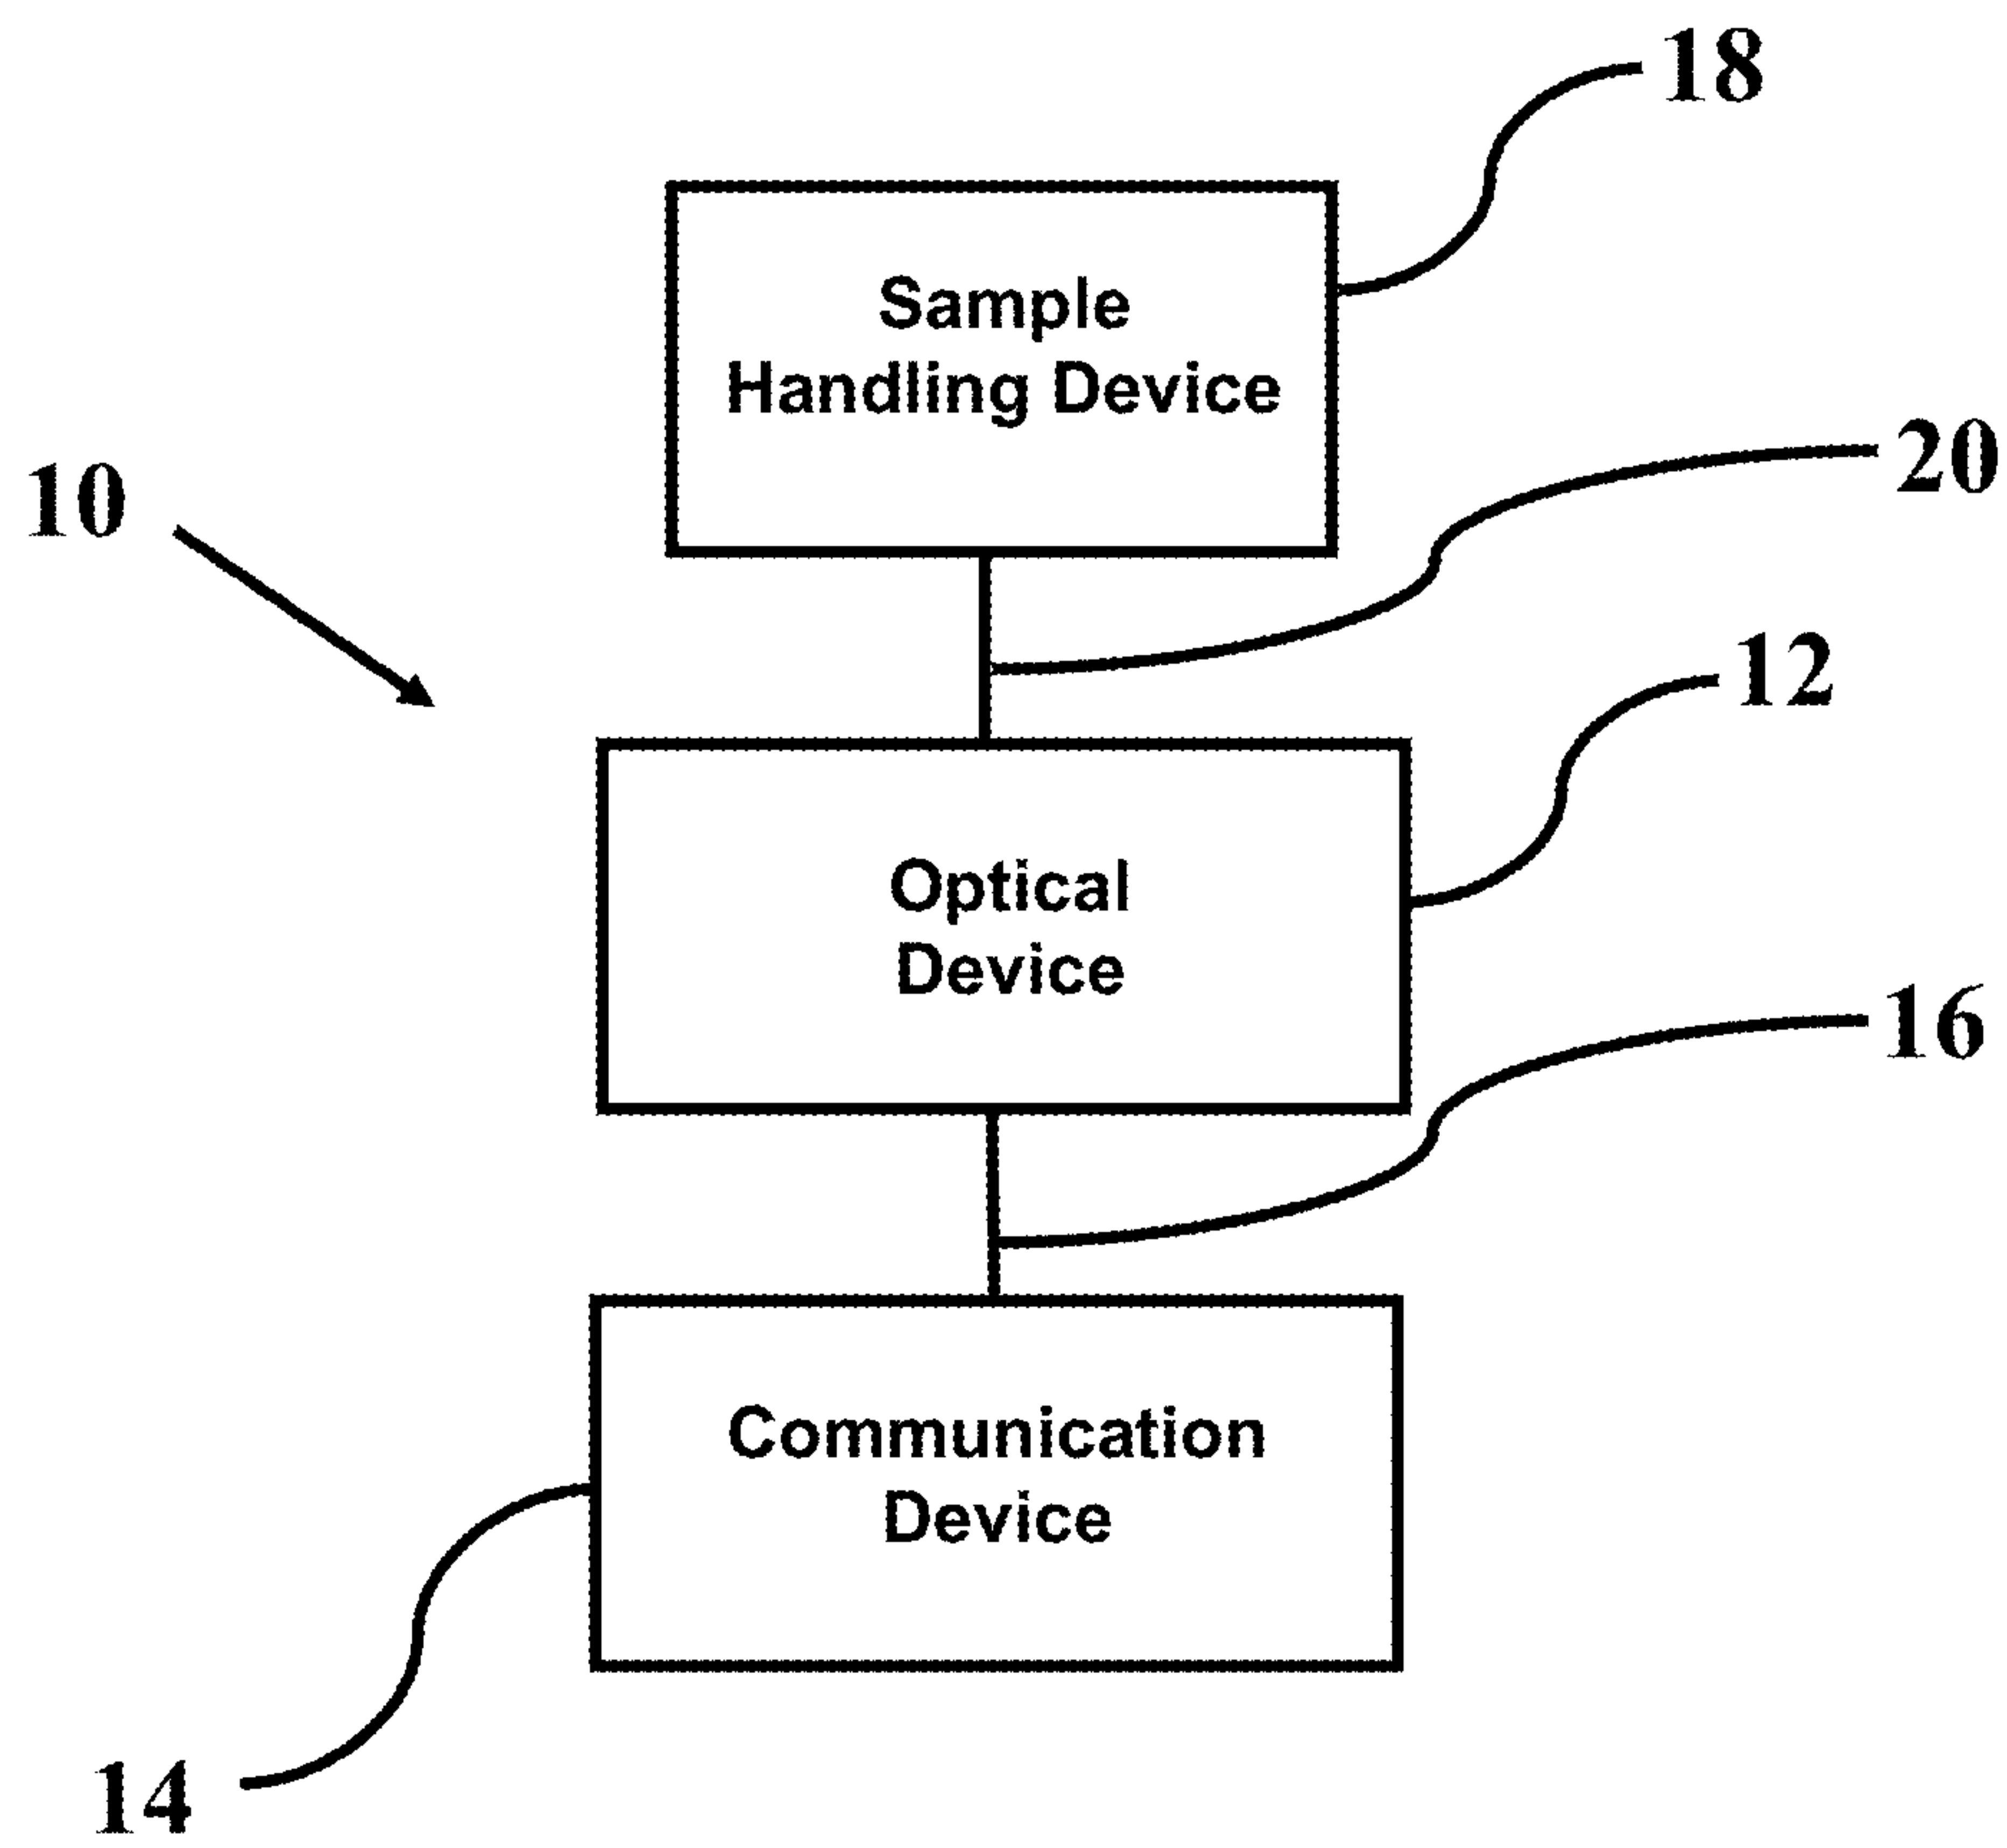 18
Sample
Handling Device
20
10
12
Optical
Device
16
Communication
Device
14